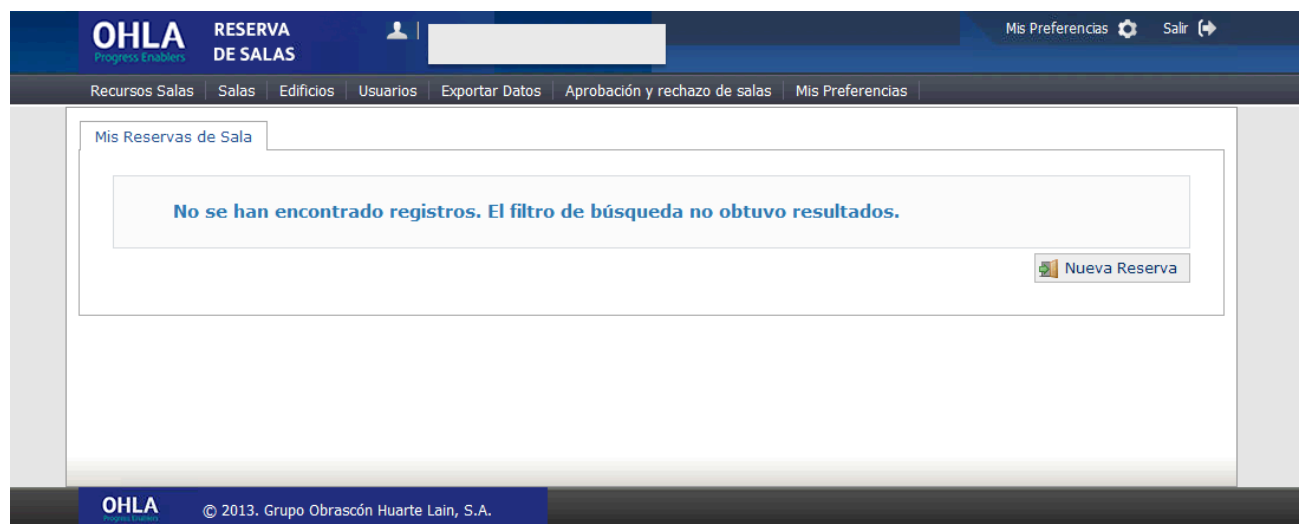 OHLA
Progress Enablers
RESERVA
DE SALAS
|
Mis Preferencias
Salir
Recursos Salas | Salas | Edificios | Usuarios | Exportar Datos | Aprobación y rechazo de salas | Mis Preferencias |
Mis Reservas de Sala
No se han encontrado registros. El filtro de búsqueda no obtuvo resultados.
Nueva Reserva
OHLA
Progress Enablers
© 2013. Grupo Obrascón Huarte Lain, S.A.